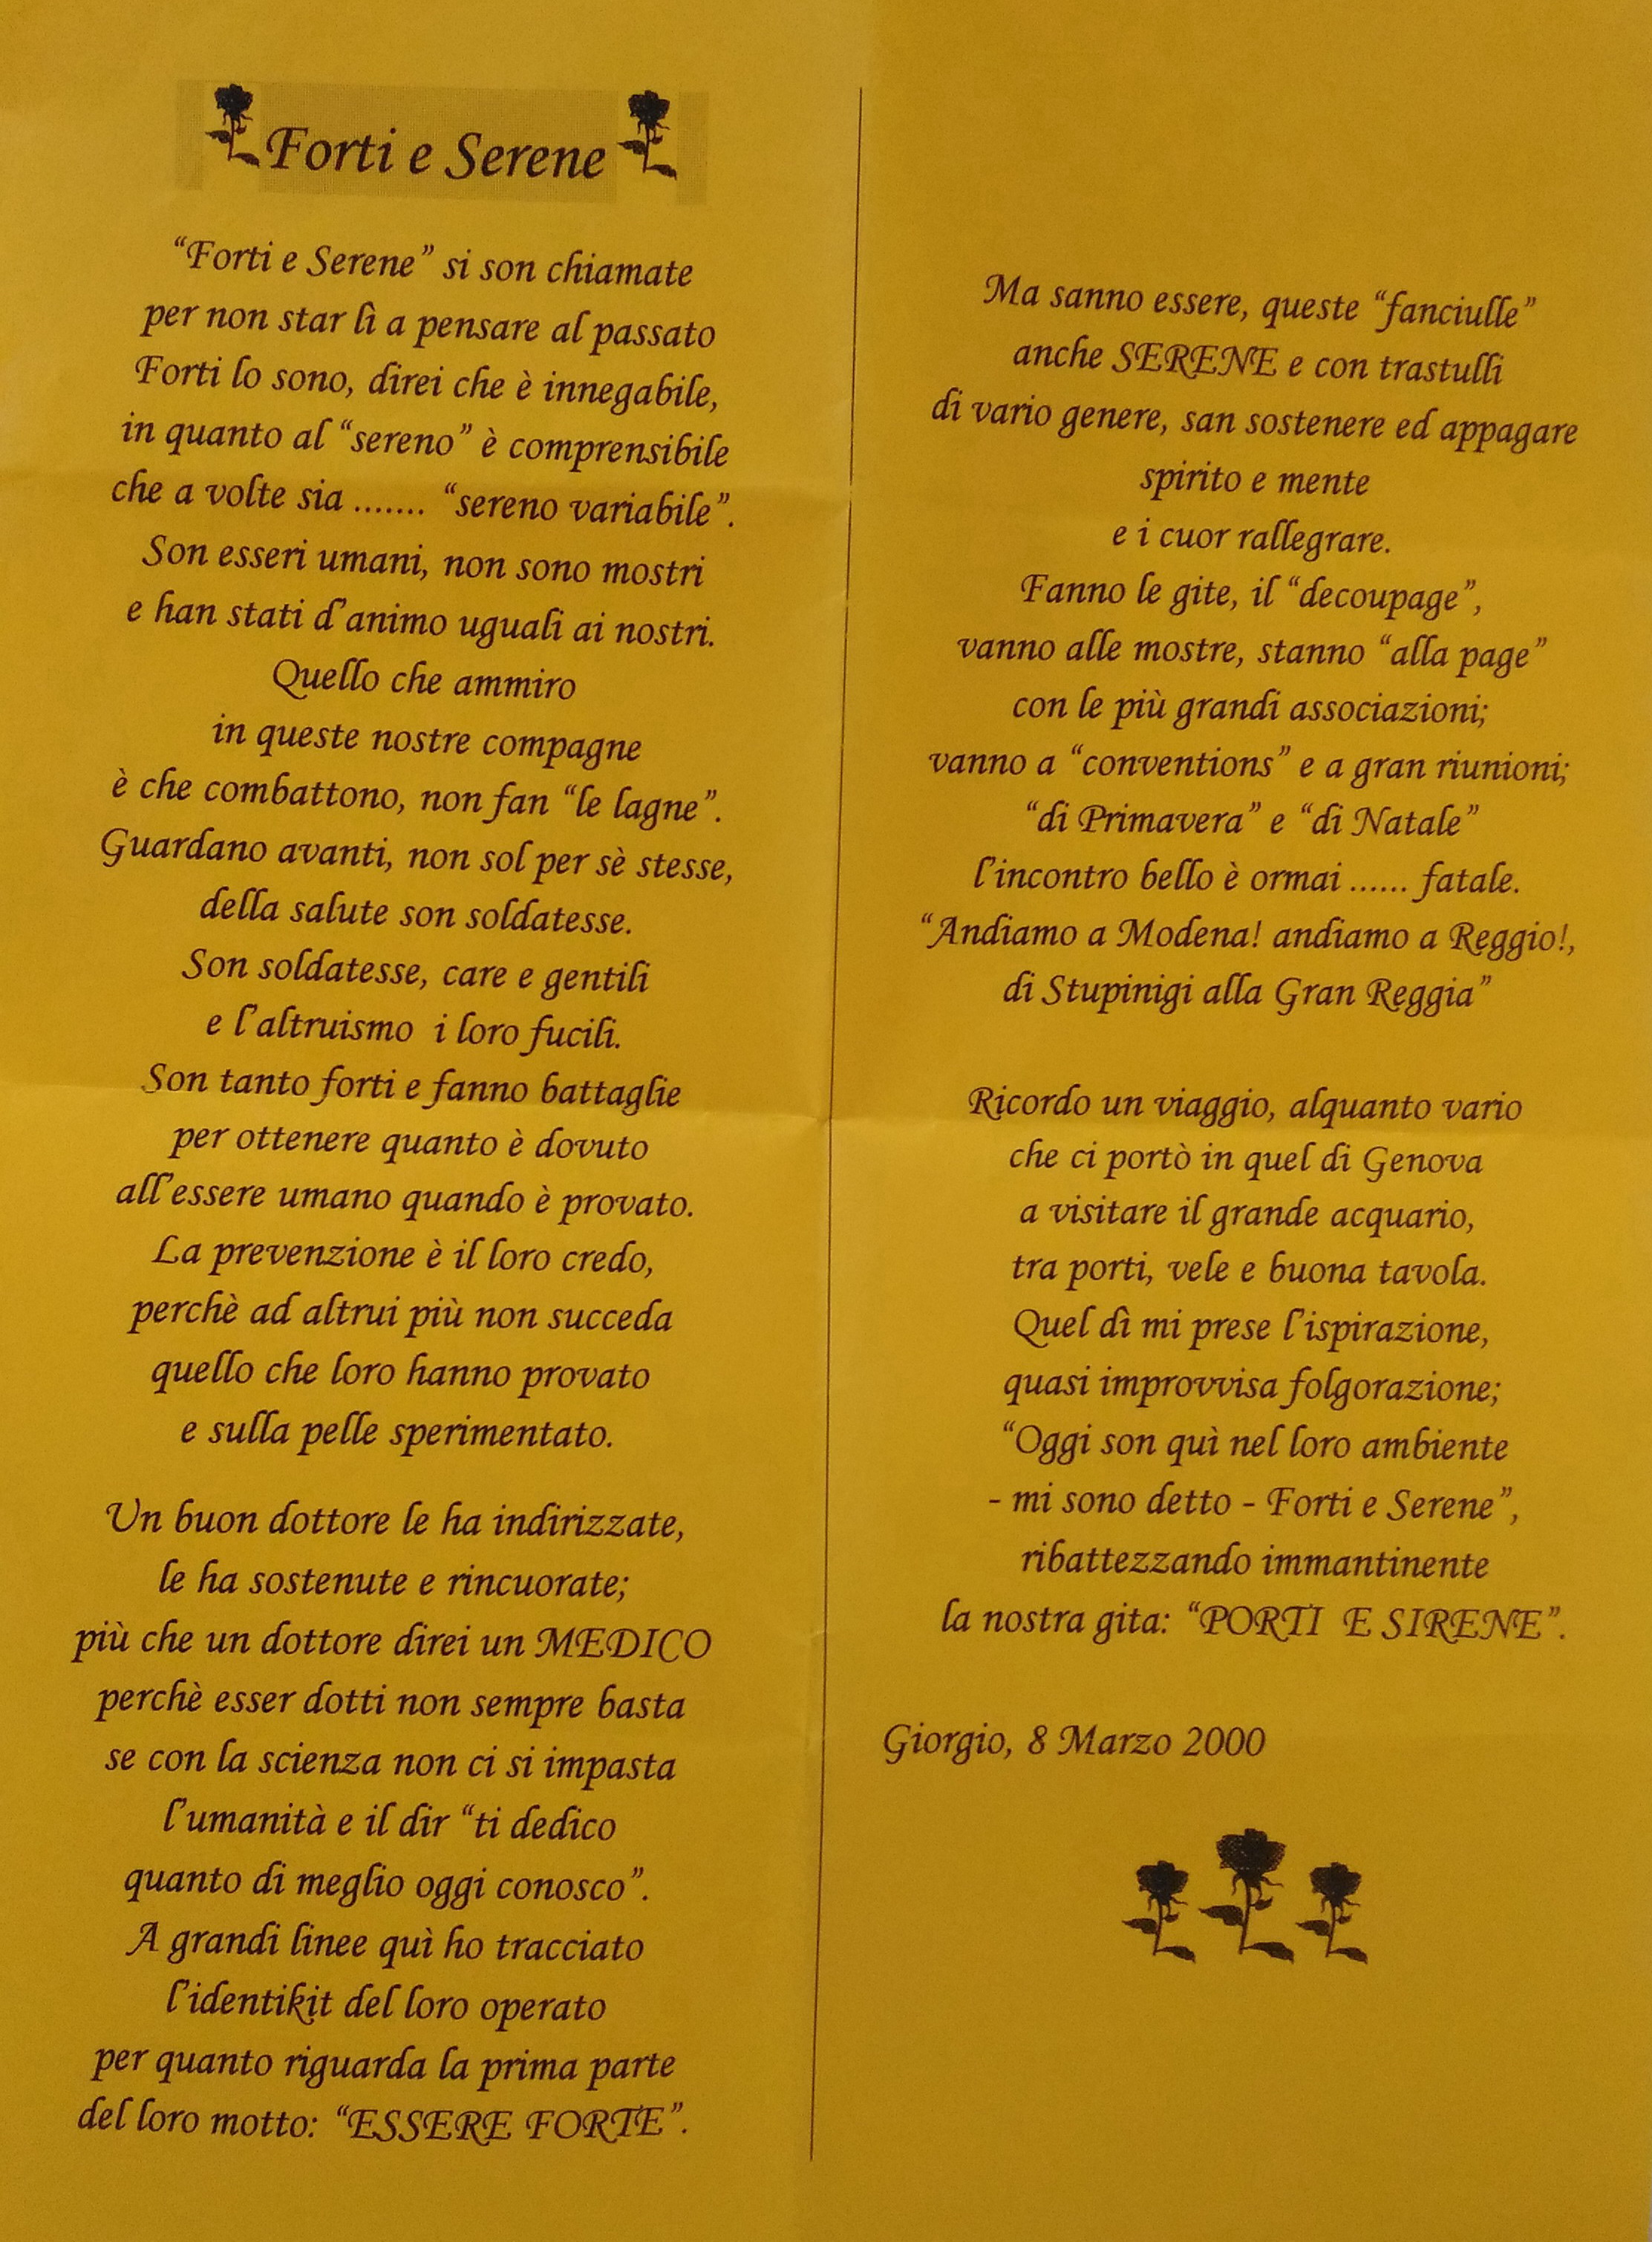 Forti e Serene
“Forti e Serene” si son chiamate
per non star lì a pensare al passato
Forti lo sono, direi che è innegabile,
in quanto al “sereno” è comprensibile
che a volte sia ....... “sereno variabile”.
Son esseri umani, non sono mostri
e han stati d’animo uguali ai nostri.
Quello che ammiro
in queste nostre compagne
è che combattono, non fan “le lagne”.
Guardano avanti, non sol per sè stesse,
della salute son soldatesse.
Son soldatesse, care e gentili
e l’altruismo i loro fucili.
Son tanto forti e fanno battaglie
per ottenere quanto è dovuto
all’essere umano quando è provato.
La prevenzione è il loro credo,
perchè ad altrui più non succeda
quello che loro hanno provato
e sulla pelle sperimentato.
Un buon dottore le ha indirizzate,
le ha sostenute e rincuorate;
più che un dottore direi un MEDICO
perchè esser dotti non sempre basta
se con la scienza non ci si impasta
l’umanità e il dir “ti dedico
quanto di meglio oggi conosco”.
A grandi linee quì ho tracciato
l’identikit del loro operato
per quanto riguarda la prima parte
del loro motto: “ESSERE FORTE”.
Ma sanno essere, queste “fanciulle”
anche SERENE e con trastulli
di vario genere, san sostenere ed appagare
spirito e mente
e i cuor rallegrare.
Fanno le gite, il “decoupage”,
vanno alle mostre, stanno “alla page”
con le più grandi associazioni;
vanno a “conventions” e a gran riunioni;
“di Primavera” e “di Natale”
l’incontro bello è ormai ...... fatale.
“Andiamo a Modena! andiamo a Reggio!,
di Stupinigi alla Gran Reggia”
Ricordo un viaggio, alquanto vario
che ci portò in quel di Genova
a visitare il grande acquario,
tra porti, vele e buona tavola.
Quel dì mi prese l’ispirazione,
quasi improvvisa folgorazione;
“Oggi son quì nel loro ambiente
- mi sono detto - Forti e Serene”,
ribattezzando immantinente
la nostra gita: “PORTI E SIRENE”.
Giorgio, 8 Marzo 2000